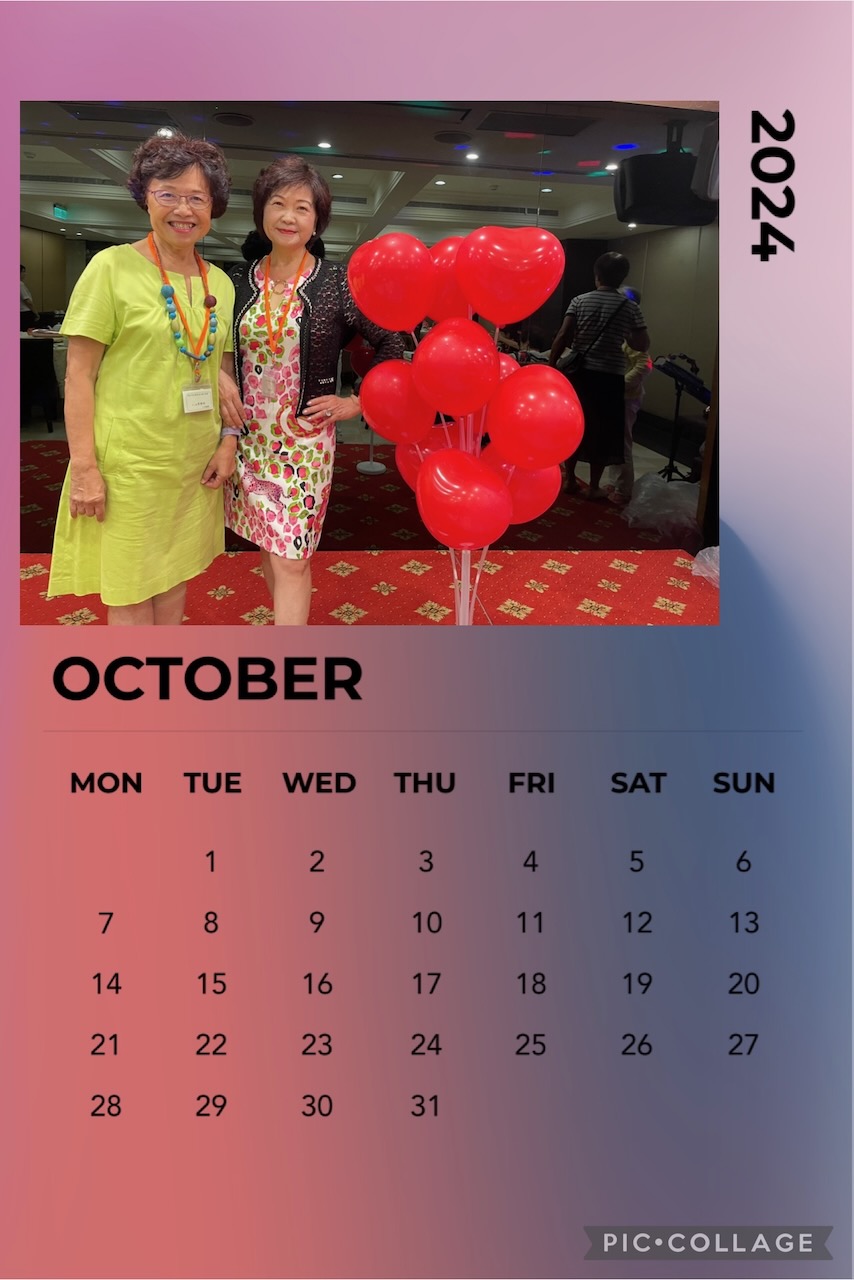 2024
OCTOBER
MON TUE WED THU FRI SAT SUN
1 2 3 4 5 6
7 8 9 10 11 12 13
14 15 16 17 18 19 20
21 22 23 24 25 26 27
28 29 30 31
PIC•COLLAGE